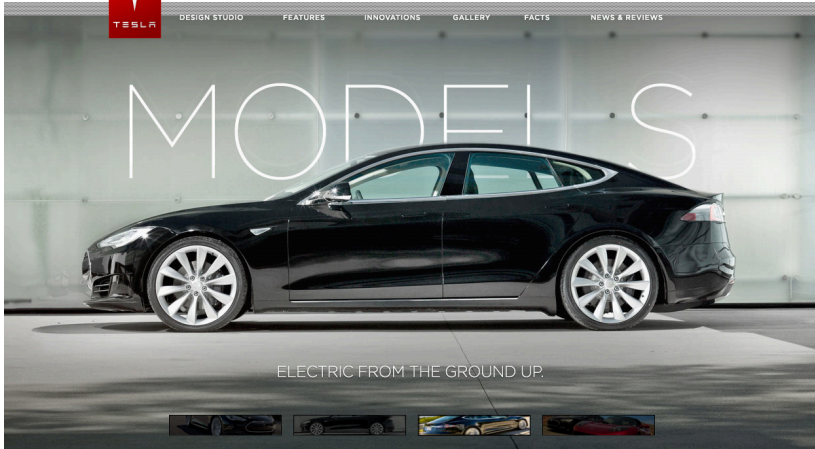 TESLA
DESIGN STUDIO FEATURES INNOVATIONS GALLERY FACTS NEWS & REVIEWS
MODEL S
ELECTRIC FROM THE GROUND UP.